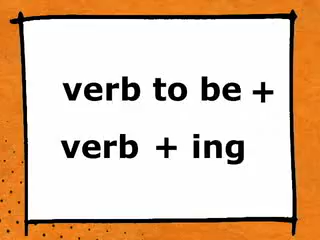 verb to be +
verb + ing